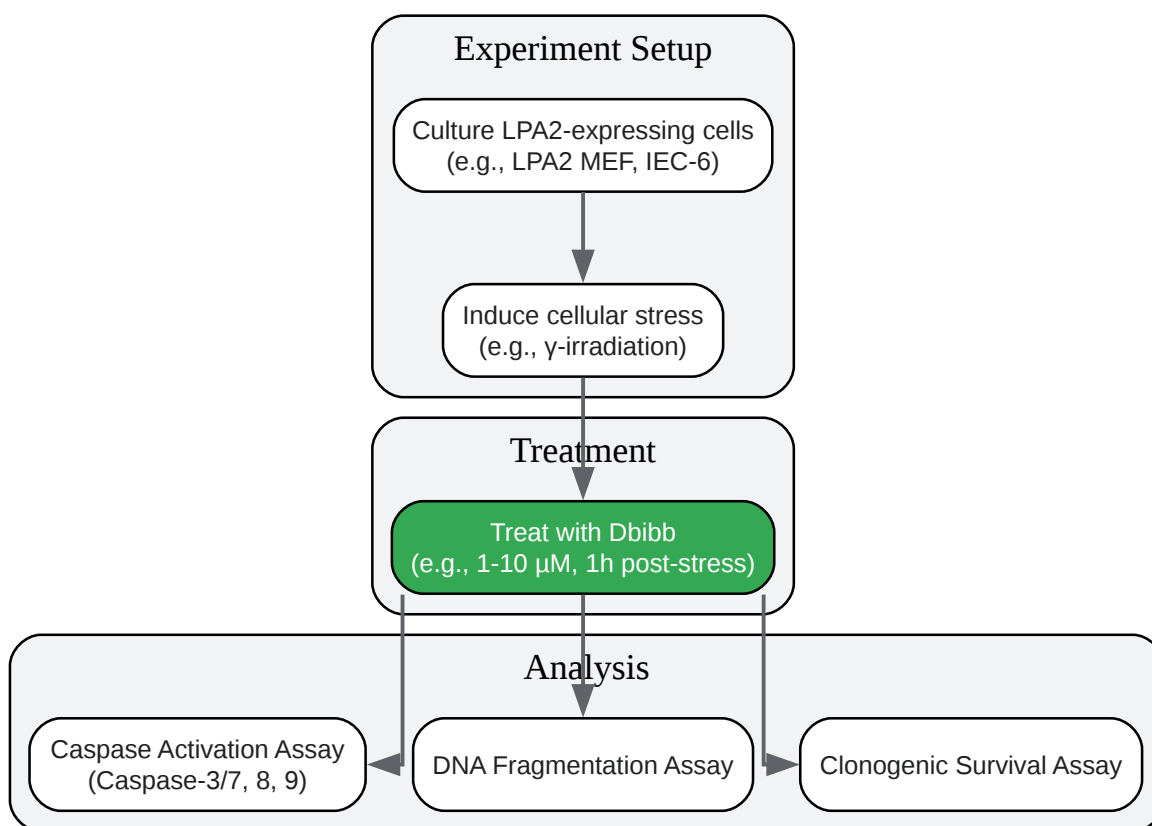 Experiment Setup
Culture LPA2-expressing cells
(e.g., LPA2 MEF, IEC-6)
Induce cellular stress
(e.g., γ-irradiation)
Treatment
Treat with Dbibb
(e.g., 1-10 µM, 1h post-stress)
Analysis
Caspase Activation Assay
(Caspase-3/7, 8, 9)
DNA Fragmentation Assay
Clonogenic Survival Assay